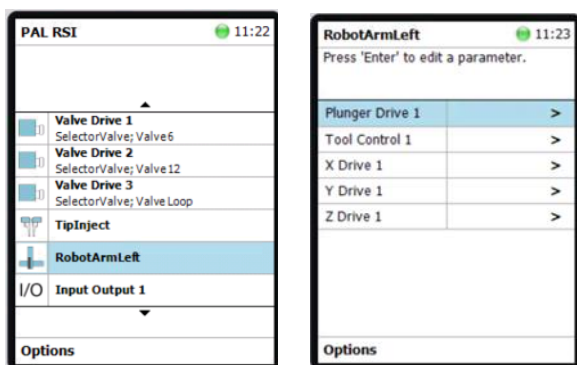 PAL RSI 11:22
Valve Drive 1
SelectorValve; Valve6
Valve Drive 2
SelectorValve; Valve12
Valve Drive 3
SelectorValve; Valve Loop
TipInject
RobotArmLeft
I/O Input Output 1
Options
RobotArmLeft 11:23
Press 'Enter' to edit a parameter.
Plunger Drive 1 >
Tool Control 1 >
X Drive 1 >
Y Drive 1 >
Z Drive 1 >
Options